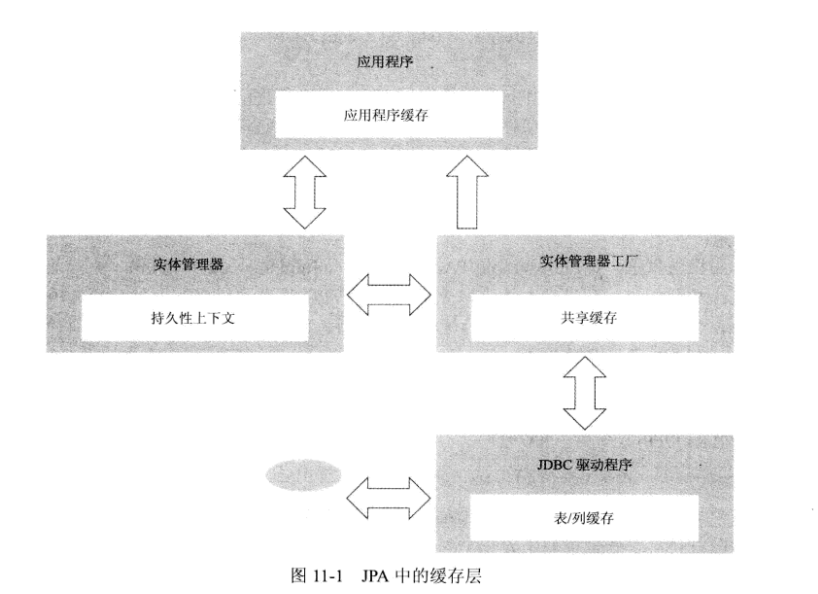 应用程序
应用程序缓存
实体管理器
持久性上下文
实体管理器工厂
共享缓存
JDBC 驱动程序
表/列缓存
图 11-1 JPA 中的缓存层